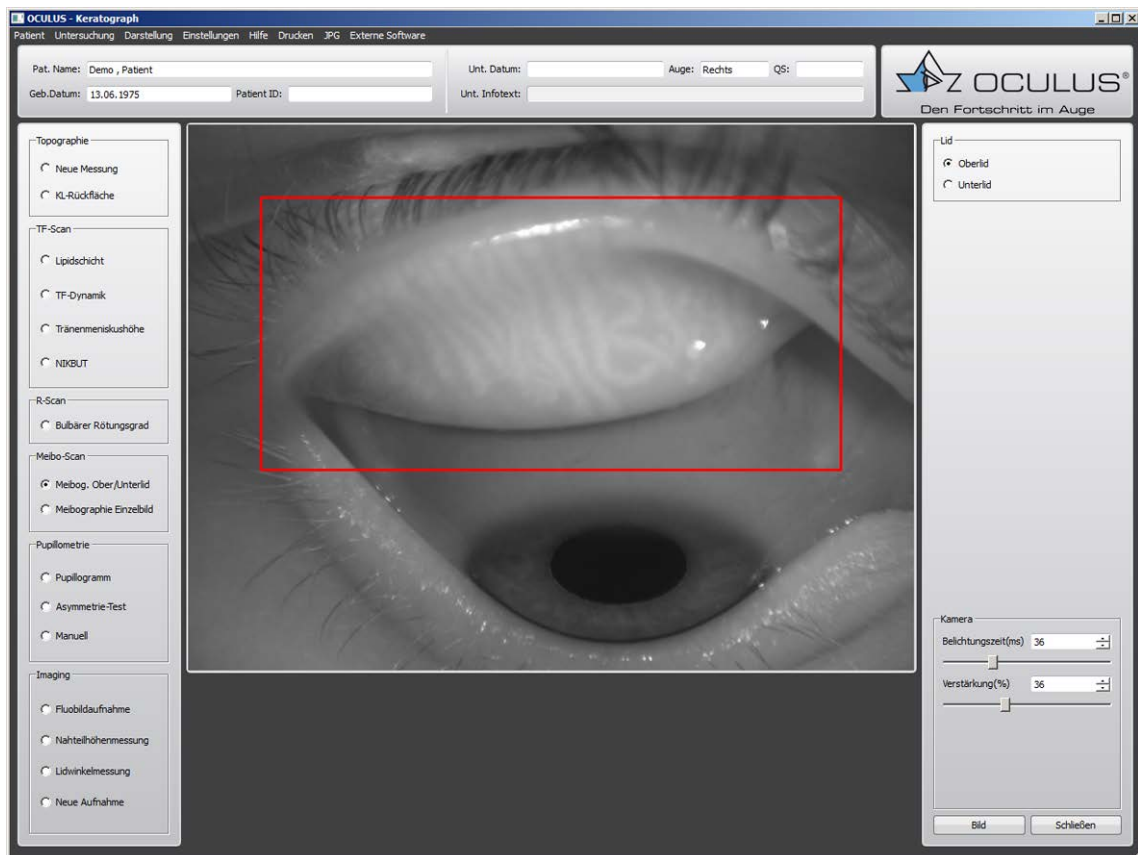 OCULUS - Keratograph
Patient Untersuchung Darstellung Einstellungen Hilfe Drucken JPG Externe Software
Pat. Name: Demo , Patient
Unt. Datum: Auge: Rechts QS:
Geb.Datum: 13.06.1975 Patient ID:
Unt. Infotext:
OCULUS®
Den Fortschritt im Auge
Topographie
Neue Messung
KL-Rückfläche
TF-Scan
Lipidschicht
TF-Dynamik
Tränenmeniskushöhe
NIKBUT
R-Scan
Bulbärer Rötungsgrad
Meibo-Scan
Meibog. Ober/Unterlid
Meibographie Einzelbild
Pupillometrie
Pupillogramm
Asymmetrie-Test
Manuell
Imaging
Fluobildaufnahme
Nahteilhöhenmessung
Lidwinkelmessung
Neue Aufnahme
Lid
Oberlid
Unterlid
Kamera
Belichtungszeit(ms) 36
Verstärkung(%) 36
Bild Schließen